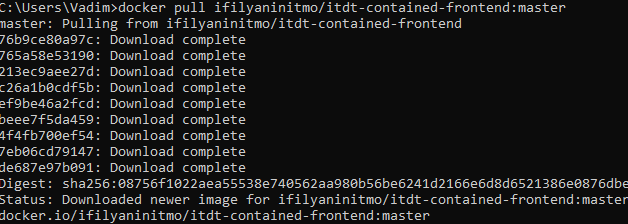 C:\Users\Vadim>docker pull ifilyaninitmo/itdt-contained-frontend:master
master: Pulling from ifilyaninitmo/itdt-contained-frontend
76b9ce80a97c: Download complete
765a58e53190: Download complete
213ec9aee27d: Download complete
c26a1b0cdf5b: Download complete
ef9be46a2fcd: Download complete
beee7f5da459: Download complete
4f4fb700ef54: Download complete
7eb06cd79147: Download complete
de687e97b091: Download complete
Digest: sha256:08756f1022aea55538e740562aa980b56be6241d2166e6d8d6521386e0876dbe
Status: Downloaded newer image for ifilyaninitmo/itdt-contained-frontend:master
docker.io/ifilyaninitmo/itdt-contained-frontend:master